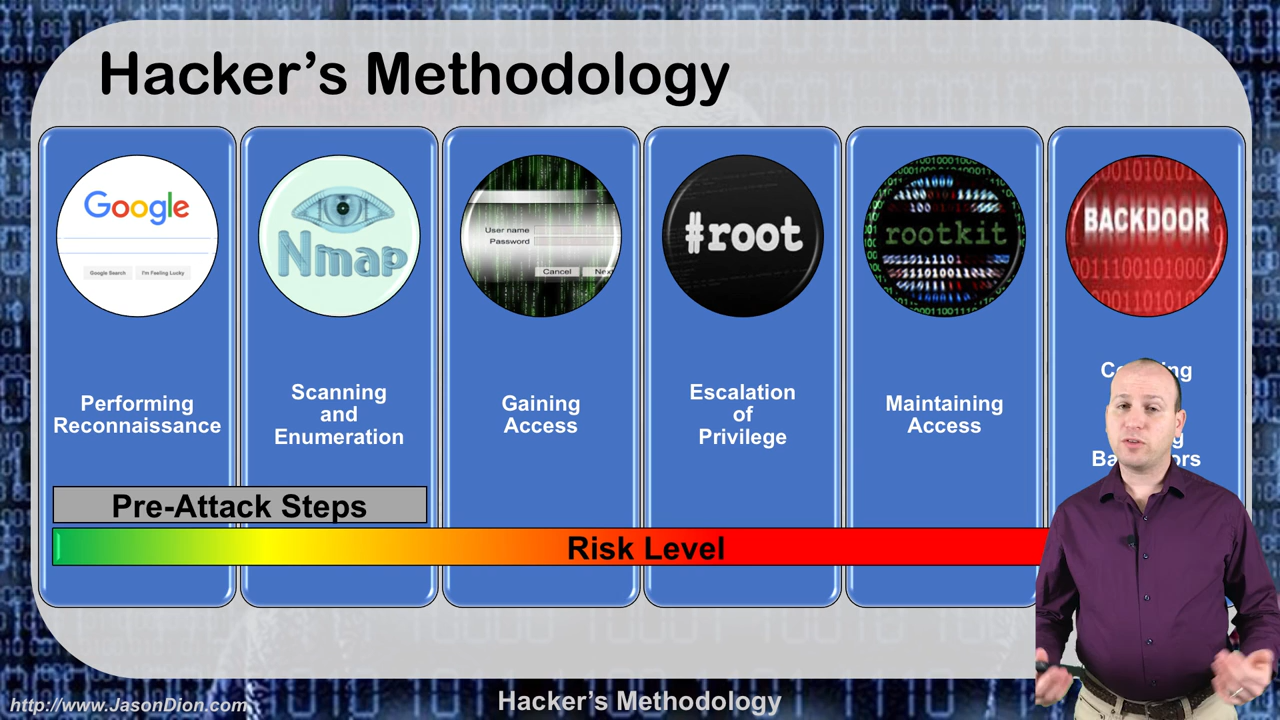 Hacker's Methodology
Google
Google Search I'm Feeling Lucky
Nmap
User name
Password
Cancel
#root
rootkit
BACKDOOR
Performing
Reconnaissance
Scanning
and
Enumeration
Gaining
Access
Escalation
of
Privilege
Maintaining
Access
Pre-Attack Steps
Risk Level
http://www.JasonDion.com
Hacker's Methodology